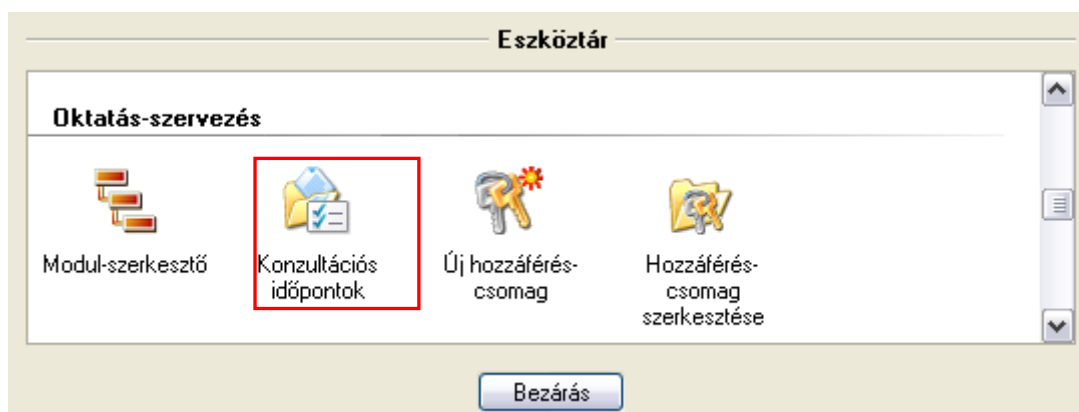 Eszköztár
Oktatás-szervezés
Modul-szerkesztő
Konzultációs
időpontok
Új hozzáférés-
csomag
Hozzáférés-
csomag
szerkesztése
Bezárás